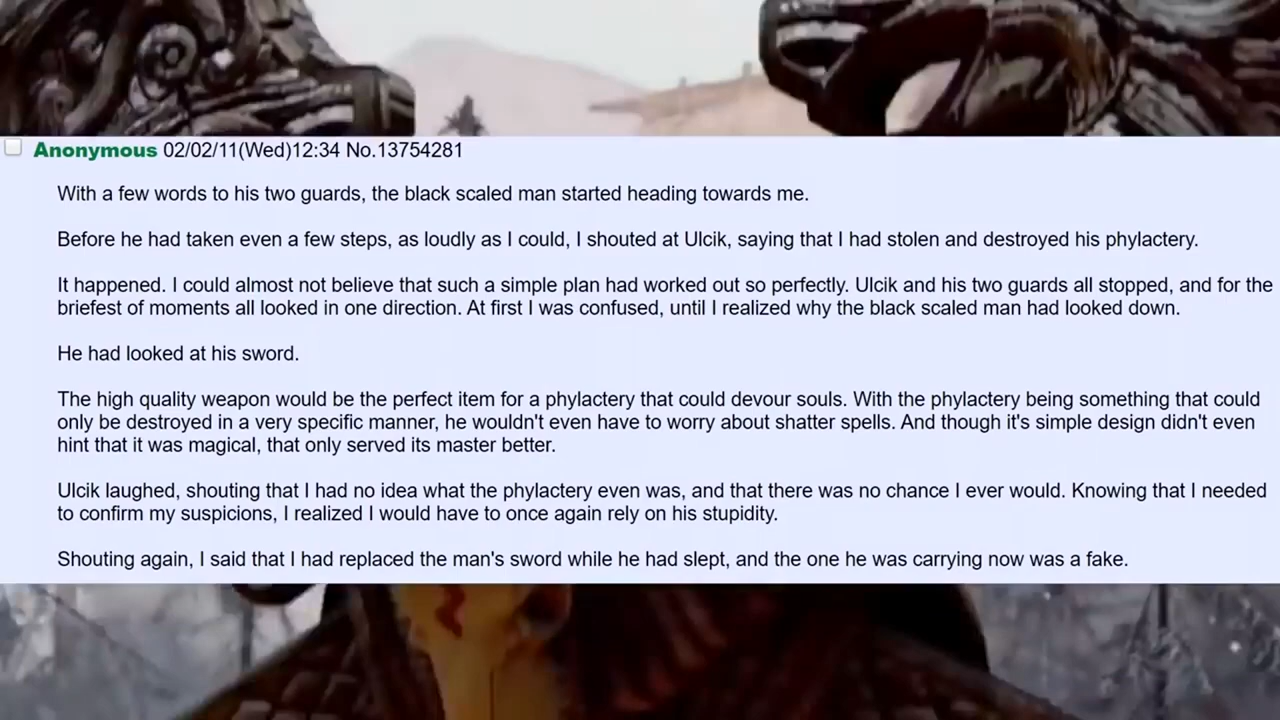 Anonymous 02/02/11(Wed)12:34 No.13754281
With a few words to his two guards, the black scaled man started heading towards me.
Before he had taken even a few steps, as loudly as I could, I shouted at Ulcik, saying that I had stolen and destroyed his phylactery.
It happened. I could almost not believe that such a simple plan had worked out so perfectly. Ulcik and his two guards all stopped, and for the
briefest of moments all looked in one direction. At first I was confused, until I realized why the black scaled man had looked down.
He had looked at his sword.
The high quality weapon would be the perfect item for a phylactery that could devour souls. With the phylactery being something that could
only be destroyed in a very specific manner, he wouldn't even have to worry about shatter spells. And though it's simple design didn't even
hint that it was magical, that only served its master better.
Ulcik laughed, shouting that I had no idea what the phylactery even was, and that there was no chance I ever would. Knowing that I needed
to confirm my suspicions, I realized I would have to once again rely on his stupidity.
Shouting again, I said that I had replaced the man's sword while he had slept, and the one he was carrying now was a fake.